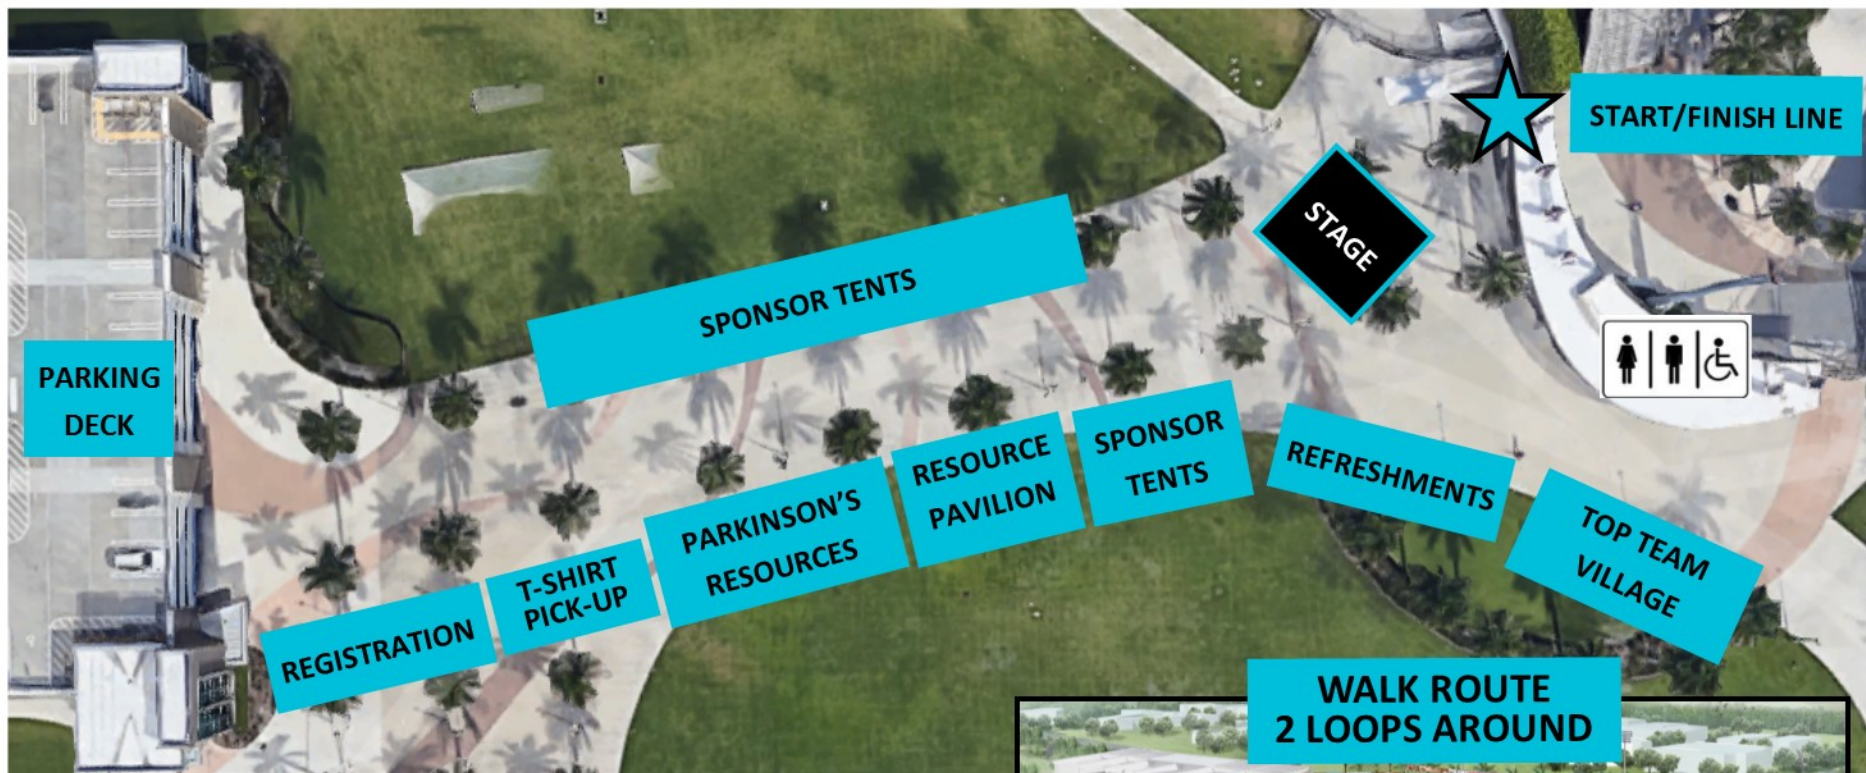 START/FINISH LINE
STAGE
SPONSOR TENTS
PARKING
DECK
SPONSOR
TENTS
RESOURCE
PAVILION
REFRESHMENTS
PARKINSON'S
RESOURCES
TOP TEAM
VILLAGE
T-SHIRT
PICK-UP
REGISTRATION
WALK ROUTE
2 LOOPS AROUND